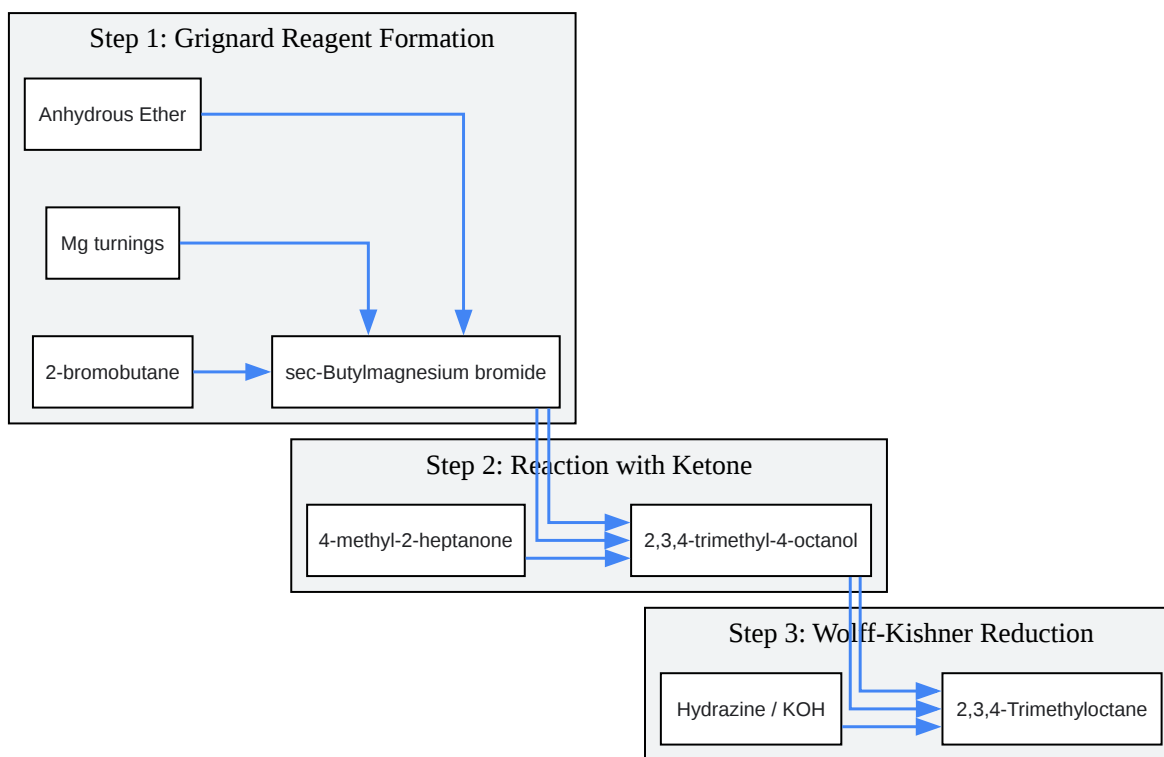 Step 1: Grignard Reagent Formation
Anhydrous Ether
Mg turnings
2-bromobutane
sec-Butylmagnesium bromide
Step 2: Reaction with Ketone
4-methyl-2-heptanone
2,3,4-trimethyl-4-octanol
Step 3: Wolff-Kishner Reduction
Hydrazine / KOH
2,3,4-Trimethyloctane